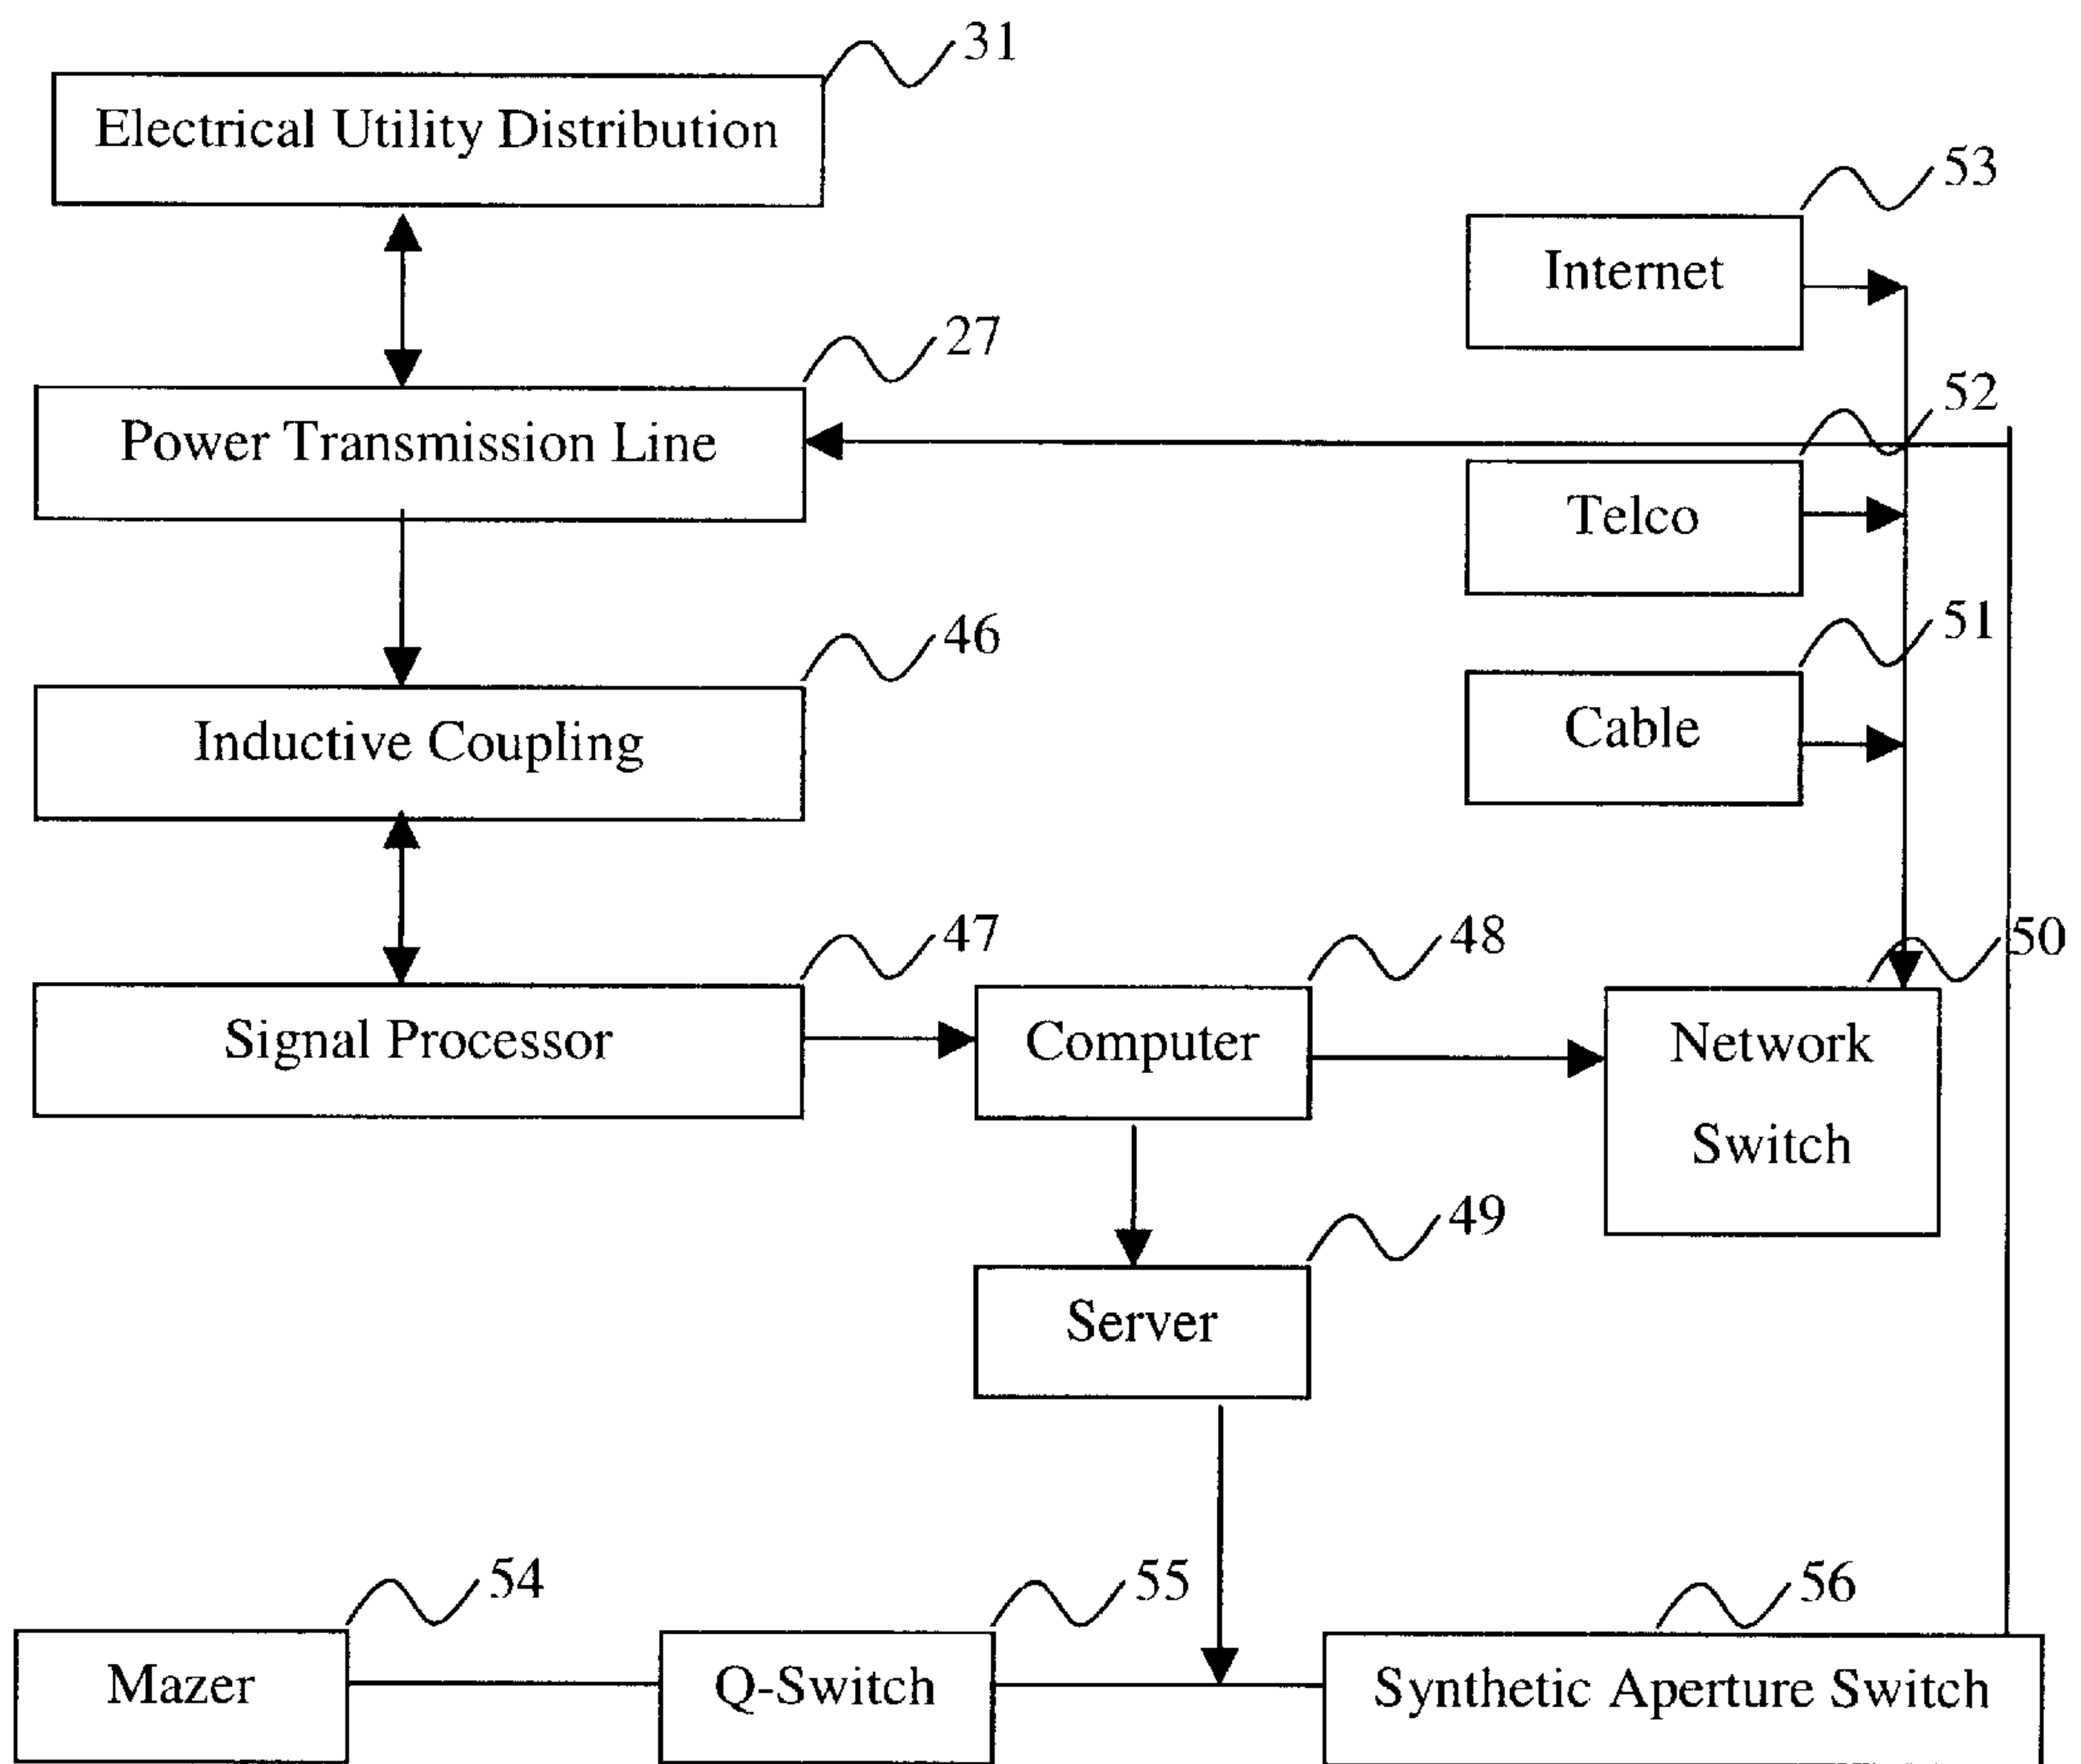 31
Electrical Utility Distribution
53
Internet
27
Power Transmission Line
52
Telco
46
Inductive Coupling
51
Cable
47
Signal Processor
48
Computer
50
Network
Switch
49
Server
54
Mazer
55
Q-Switch
56
Synthetic Aperture Switch